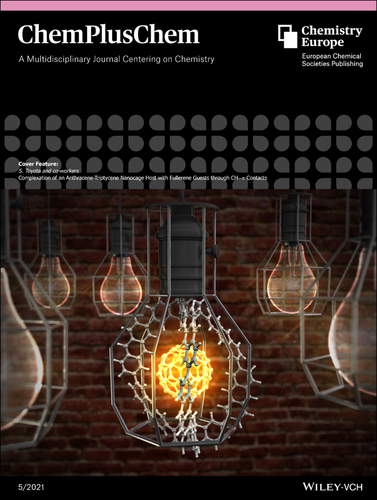 ChemPlusChem
A Multidisciplinary Journal Centering on Chemistry
Chemistry
Europe
European Chemical
Societies Publishing
Cover Feature:
S. Toyota and co-workers
Complexation of an Anthracene-Triptycene Nanocage Host with Fullerene Guests through CH···π Contacts
5/2021
WILEY-VCH